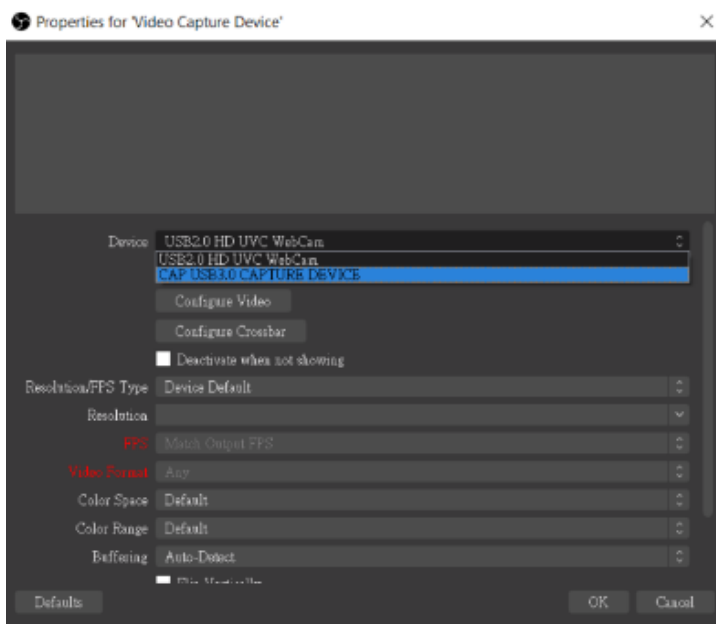 Properties for 'Video Capture Device'
Device USB2.0 HD UVC WebCam
USB2.0 HD UVC WebCam
CAP USB3.0 CAPTURE DEVICE
Configure Video
Configure Crossbar
Deactivate when not showing
Resolution/FPS Type Device Default
Resolution
FPS Match Output FPS
Video Format Any
Color Space Default
Color Range Default
Buffering Auto-Detect
Flip Vertically
Defaults OK Cancel